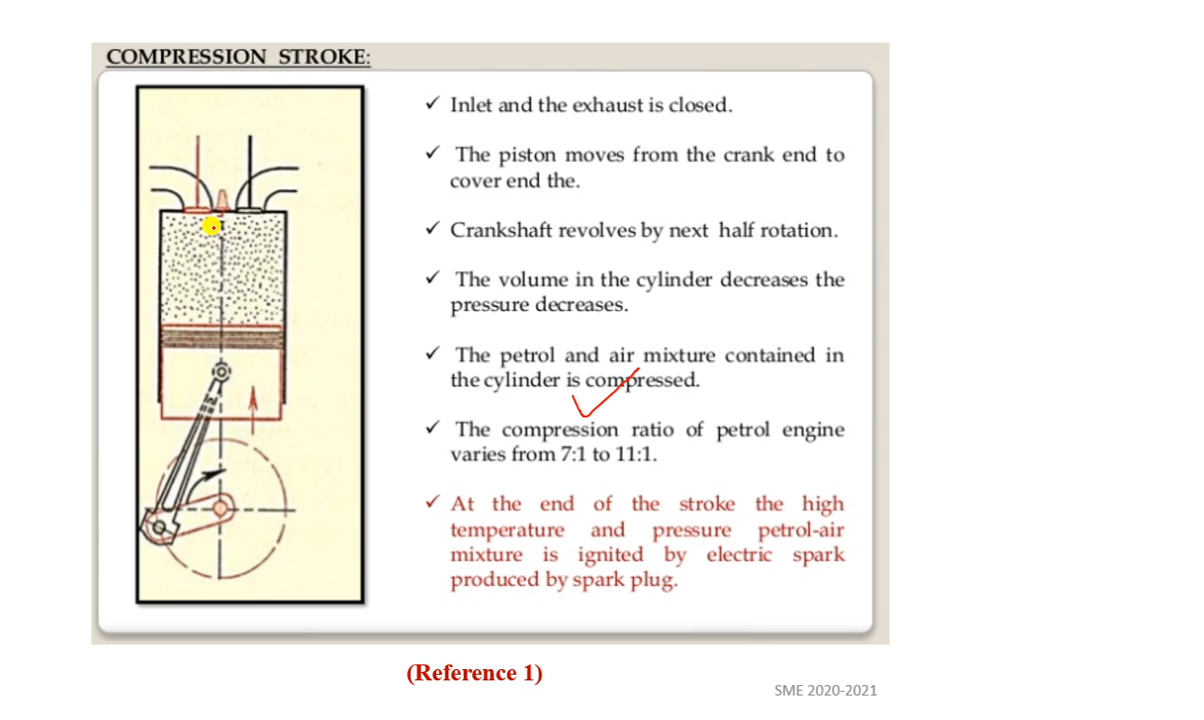 COMPRESSION STROKE:
✓ Inlet and the exhaust is closed.
✓ The piston moves from the crank end to
cover end the.
✓ Crankshaft revolves by next half rotation.
✓ The volume in the cylinder decreases the
pressure decreases.
✓ The petrol and air mixture contained in
the cylinder is compressed.
✓ The compression ratio of petrol engine
varies from 7:1 to 11:1.
✓ At the end of the stroke the high
temperature and pressure petrol-air
mixture is ignited by electric spark
produced by spark plug.
(Reference 1)
SME 2020-2021